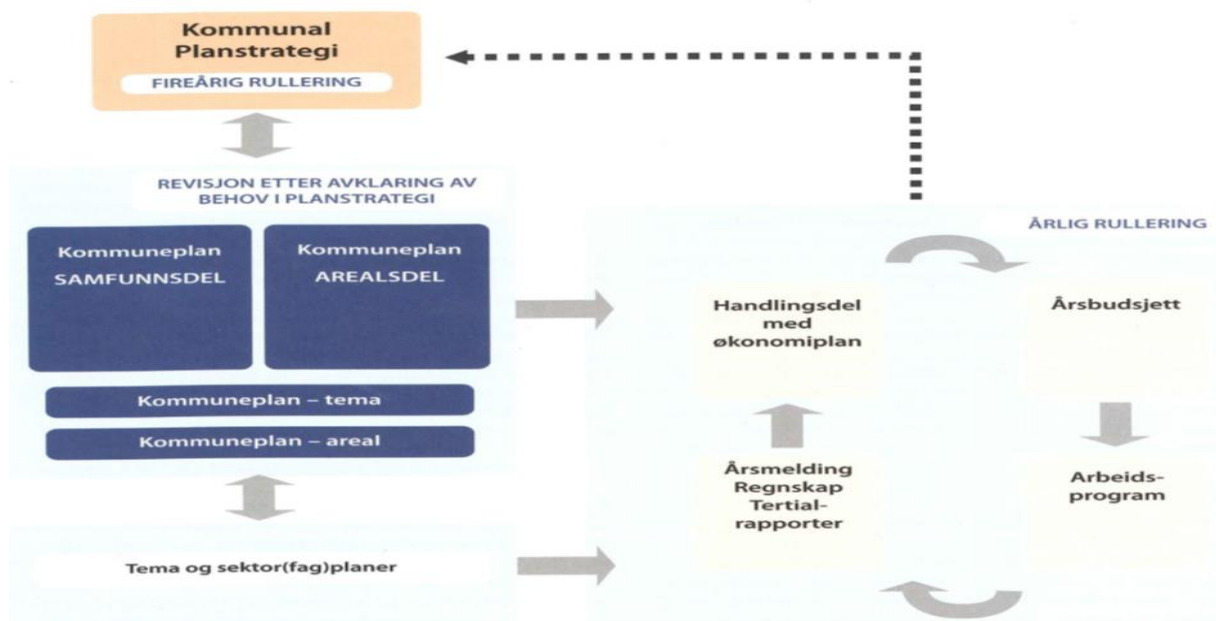 Kommunal
Planstrategi
FIREÅRIG RULLERING
REVISJON ETTER AVKLARING AV
BEHOV I PLANSTRATEGI
Kommuneplan
SAMFUNNSDEL
Kommuneplan
AREALSDEL
Kommuneplan – tema
Kommuneplan – areal
Tema og sektor(fag)planer
ÅRLIG RULLERING
Handlingsdel
med
økonomiplan
Årsbudsjett
Årsmelding
Regnskap
Tertial-
rapporter
Arbeids-
program